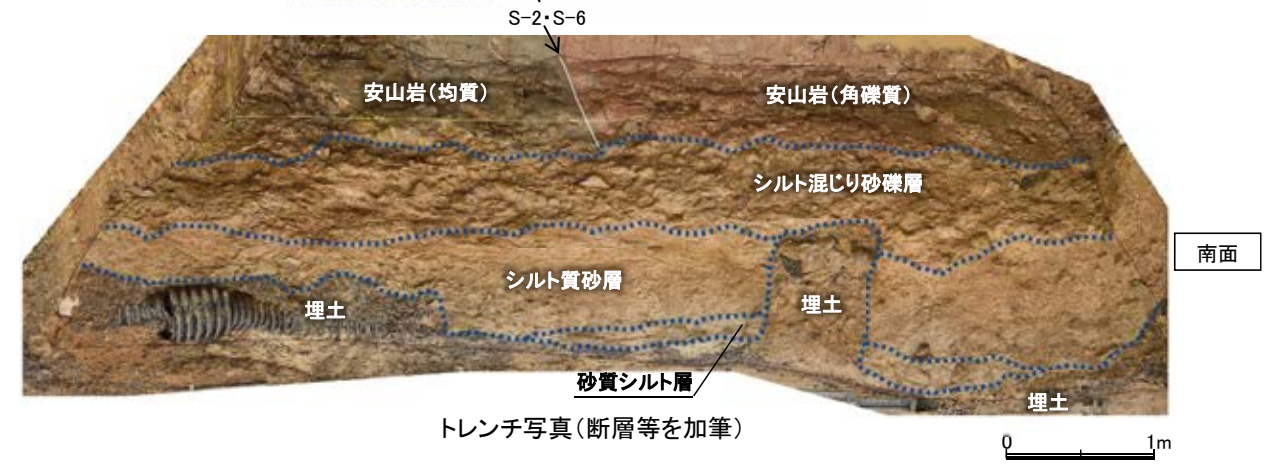 S-2・S-6
安山岩(均質)
安山岩(角礫質)
シルト混じり砂礫層
南面
シルト質砂層
埋土
埋土
砂質シルト層
埋土
トレンチ写真(断層等を加筆)
0 1m